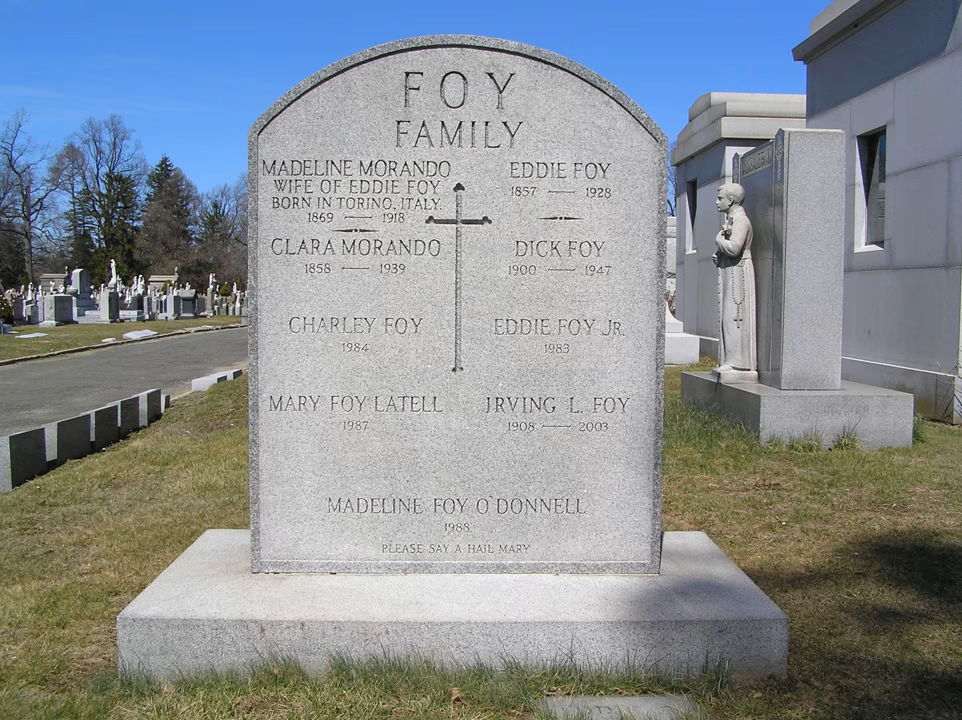 FOY
FAMILY
MADELINE MORANDO
WIFE OF EDDIE FOY
BORN IN TORINO, ITALY.
1869 — 1918
EDDIE FOY
1857 — 1928
CLARA MORANDO
1858 — 1939
DICK FOY
1900 — 1947
CHARLEY FOY
1984
EDDIE FOY JR.
1983
MARY FOY LATELL
1987
IRVING L. FOY
1908 — 2003
MADELINE FOY O'DONNELL
1988
PLEASE SAY A HAIL MARY